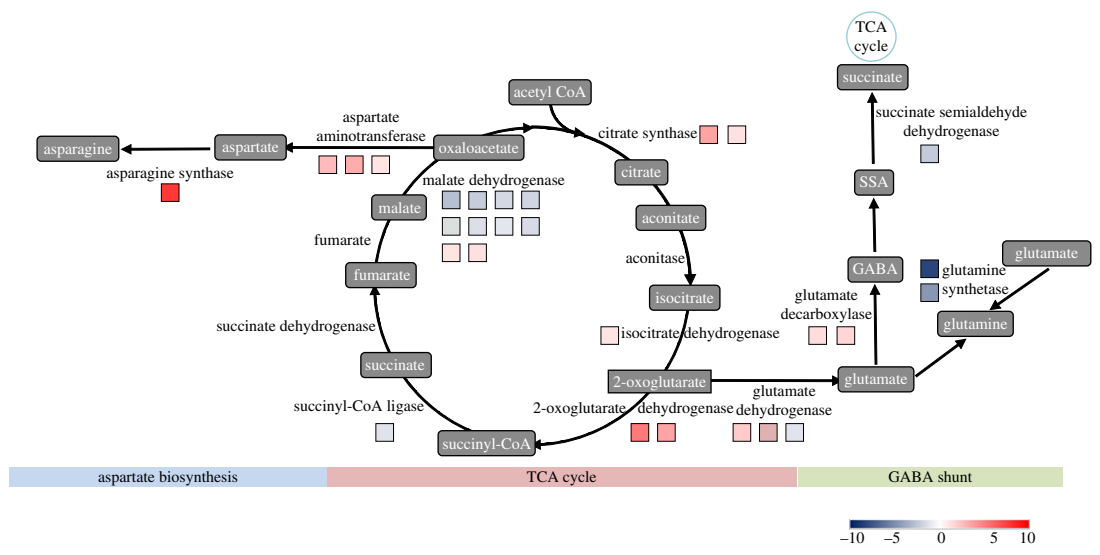 TCA
cycle
succinate
succinate semialdehyde
dehydrogenase
SSA
GABA
glutamate
decarboxylase
glutamate
glutamine
synthetase
glutamate
glutamine
acetyl CoA
citrate synthase
aspartate
aminotransferase
oxaloacetate
aspartate
asparagine
asparagine synthase
malate dehydrogenase
malate
citrate
aconitate
aconitase
fumarate
fumarate
isocitrate
isocitrate dehydrogenase
succinate dehydrogenase
succinate
2-oxoglutarate
2-oxoglutarate dehydrogenase
glutamate
dehydrogenase
succinyl-CoA ligase
succinyl-CoA
aspartate biosynthesis
TCA cycle
GABA shunt
–10 –5 0 5 10